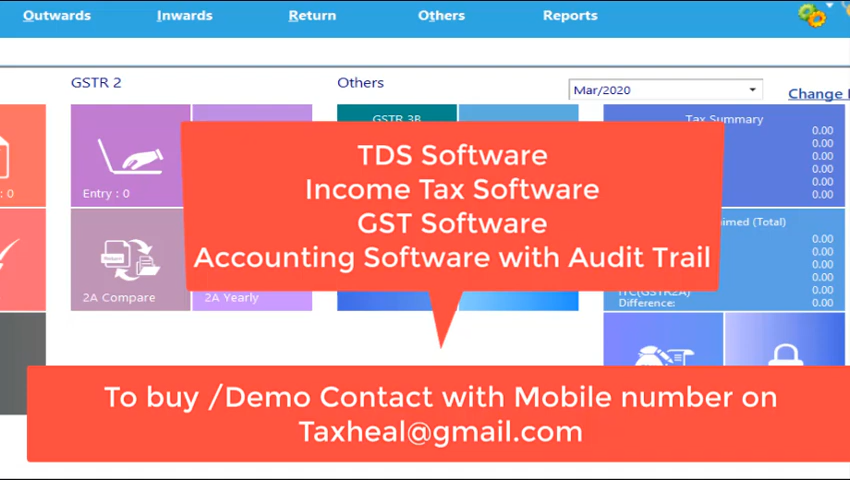 Outwards Inwards Return Others Reports
GSTR 2 Others
Mar/2020 Change
GSTR 3B Tax Summary
0.00
0.00
0.00
0.00
0.00
: 0 Entry : 0
TDS Software
Income Tax Software
GST Software
Accounting Software with Audit Trail
(Total)
0.00
0.00
0.00
0.00
0.00
0.00
2A Compare 2A Yearly
ITC(GSTR2A)
Difference:
To buy /Demo Contact with Mobile number on
Taxheal@gmail.com